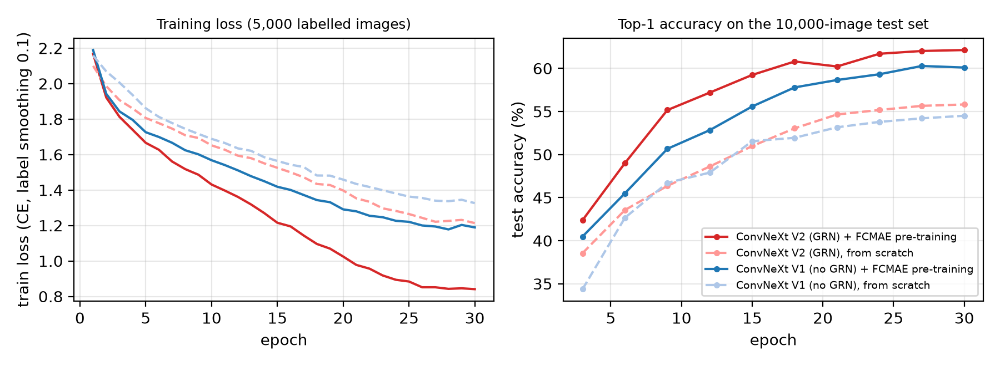 Training loss (5,000 labelled images)
train loss (CE, label smoothing 0.1)
2.2
2.0
1.8
1.6
1.4
1.2
1.0
0.8
0
5
10
15
20
25
30
epoch
Top-1 accuracy on the 10,000-image test set
test accuracy (%)
60
55
50
45
40
35
ConvNeXt V2 (GRN) + FCMAE pre-training
ConvNeXt V2 (GRN), from scratch
ConvNeXt V1 (no GRN) + FCMAE pre-training
ConvNeXt V1 (no GRN), from scratch
5
10
15
20
25
30
epoch